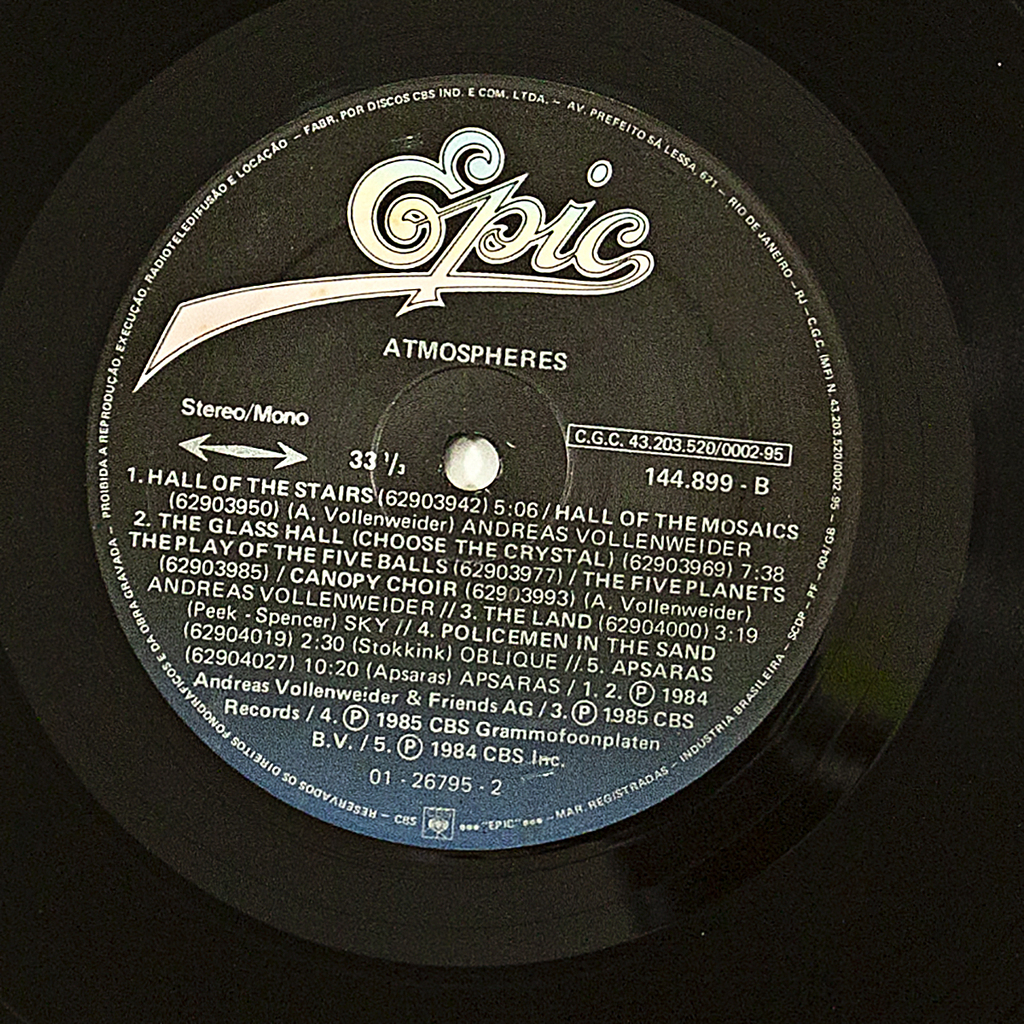 PROIBIDA A REPRODUÇÃO, EXECUÇÃO, RADIOTELEDIFUSÃO E LOCAÇÃO – FABR. POR DISCOS CBS IND. E COM. LTDA. – AV. PREFEITO SÁ LESSA, 621 – RIO DE JANEIRO – RJ – C.G.C. (MF) N. 43.203.520/0002-95 – PF – 004/GB – SCDP – INDUSTRIA BRASILEIRA –
Epic
ATMOSPHERES
Stereo/Mono
33 1/3
C.G.C. 43.203.520/0002-95
144.899 - B
1. HALL OF THE STAIRS (62903942) 5:06 / HALL OF THE MOSAICS
(62903950) (A. Vollenweider) ANDREAS VOLLENWEIDER
2. THE GLASS HALL (CHOOSE THE CRYSTAL) (62903969) 7:38
THE PLAY OF THE FIVE BALLS (62903977) / THE FIVE PLANETS
(62903985) / CANOPY CHOIR (62903993) (A. Vollenweider)
ANDREAS VOLLENWEIDER // 3. THE LAND (62904000) 3:19
(Peek - Spencer) SKY // 4. POLICEMEN IN THE SAND
(62904019) 2:30 (Stokkink) OBLIQUE // 5. APSARAS
(62904027) 10:20 (Apsaras) APSARAS / 1. 2. Ⓟ 1984
Andreas Vollenweider & Friends AG / 3. Ⓟ 1985 CBS
Records / 4. Ⓟ 1985 CBS Grammofoonplaten
B.V. / 5. Ⓟ 1984 CBS Inc.
01 - 26795 - 2
RESERVADOS OS DIREITOS FONOGRÁFICOS E DA OBRA GRAVADA –
– CBS ●●● "EPIC" ●●● – MAR. REGISTRADAS –